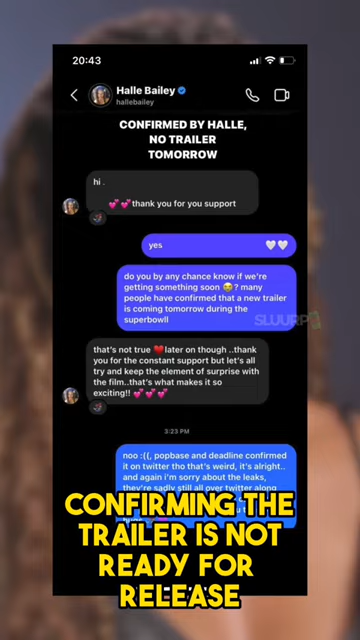 20:43
Halle Bailey
hallebailey
CONFIRMED BY HALLE,
NO TRAILER
TOMORROW
hi .
💕💕thank you for you support
yes
🤍🤍
do you by any chance know if we're
getting something soon 😭? many
people have confirmed that a new trailer
is coming tomorrow during the
superbowll
SLUURP
that's not true ❤️later on though ..thank
you for the constant support but let's all
try and keep the element of surprise with
the film..that's what makes it so
exciting!! 💕💕💕
3:23 PM
noo :((, popbase and deadline confirmed
it on twitter tho that's weird, it's alright..
and again i'm sorry about the leaks,
they're sadly still all over twitter along
CONFIRMING THE
TRAILER IS NOT
READY FOR
RELEASE